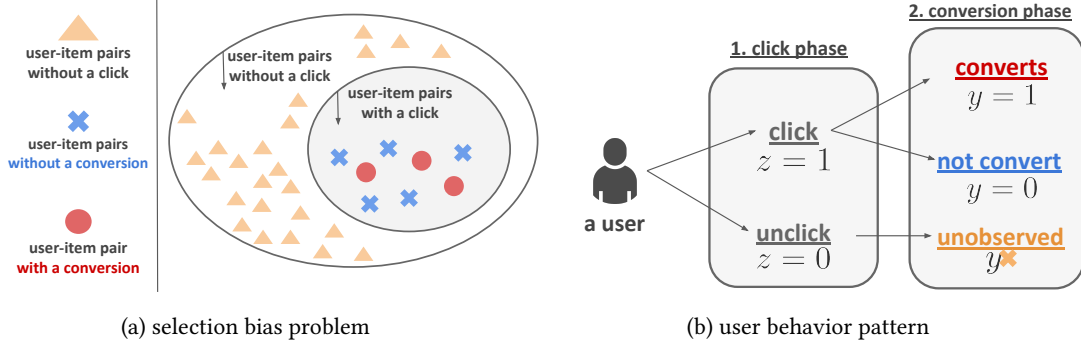 user-item pairs
without a click
user-item pairs
without a conversion
user-item pair
with a conversion
user-item pairs
without a click
user-item pairs
with a click
(a) selection bias problem
a user
1. click phase
click
z = 1
unclick
z = 0
2. conversion phase
converts
y = 1
not convert
y = 0
unobserved
y
(b) user behavior pattern